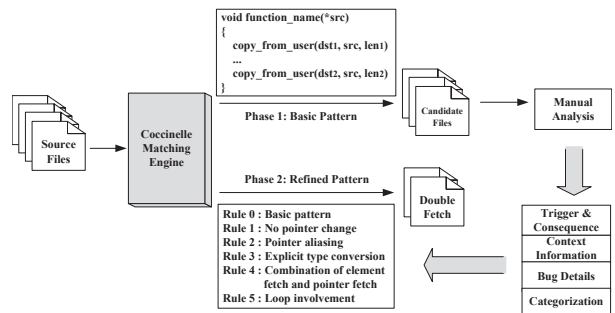 void function_name(*src)
{
copy_from_user(dst1, src, len1)
...
copy_from_user(dst2, src, len2)
}
Source
Files
Coccinelle
Matching
Engine
Phase 1: Basic Pattern
Candidate
Files
Manual
Analysis
Phase 2: Refined Pattern
Double
Fetch
Rule 0 : Basic pattern
Rule 1 : No pointer change
Rule 2 : Pointer aliasing
Rule 3 : Explicit type conversion
Rule 4 : Combination of element
fetch and pointer fetch
Rule 5 : Loop involvement
Trigger &
Consequence
Context
Information
Bug Details
Categorization